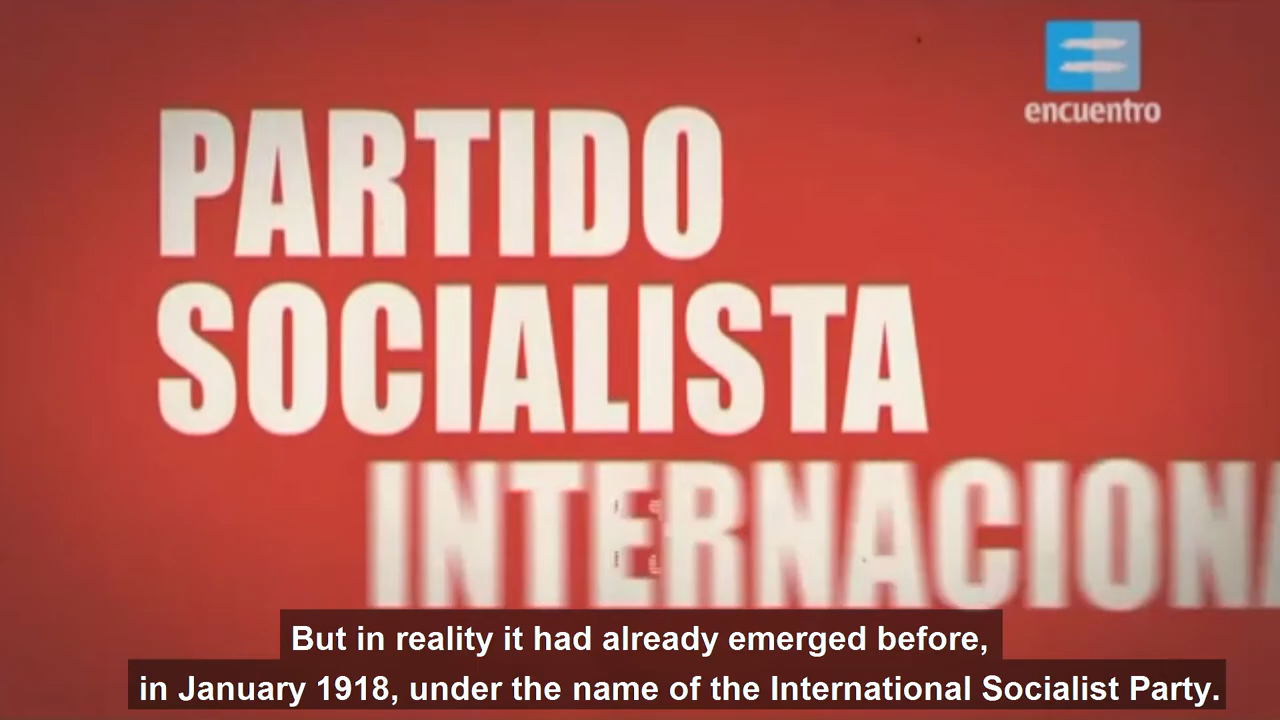 encuentro
PARTIDO
SOCIALISTA
INTERNACIONA
But in reality it had already emerged before,
in January 1918, under the name of the International Socialist Party.